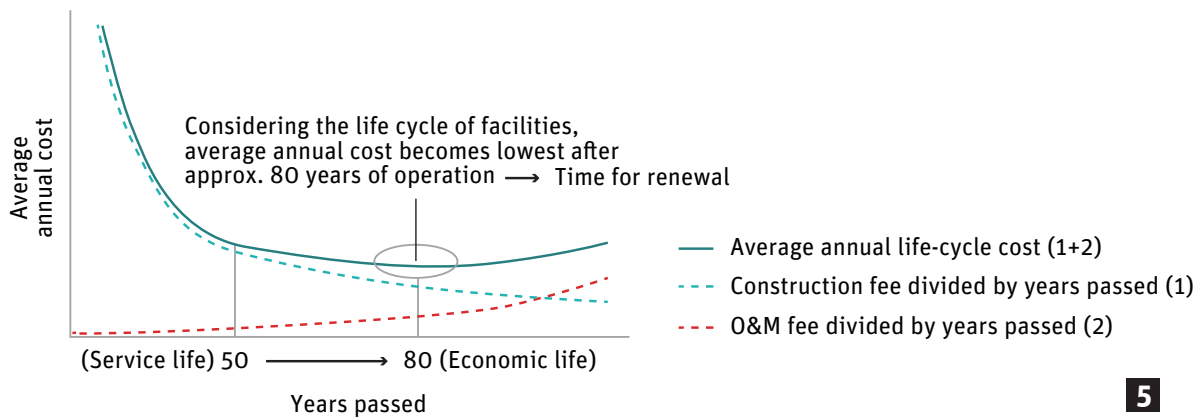 Average
annual cost
Considering the life cycle of facilities,
average annual cost becomes lowest after
approx. 80 years of operation ⟶ Time for renewal
Average annual life-cycle cost (1+2)
Construction fee divided by years passed (1)
O&M fee divided by years passed (2)
(Service life) 50 ⟶ 80 (Economic life)
Years passed
5